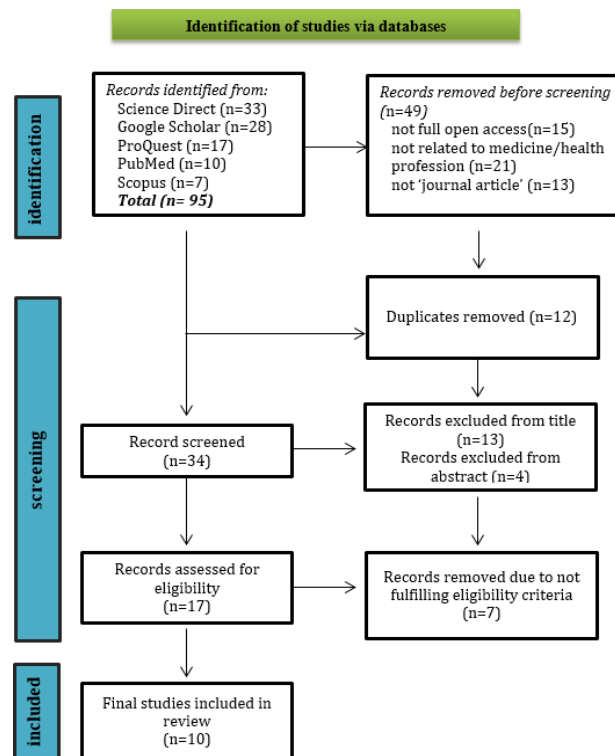 Identification of studies via databases
identification
Records identified from:
Science Direct (n=33)
Google Scholar (n=28)
ProQuest (n=17)
PubMed (n=10)
Scopus (n=7)
Total (n= 95)
Records removed before screening
(n=49)
not full open access(n=15)
not related to medicine/health
profession (n=21)
not ‘journal article’ (n=13)
screening
Duplicates removed (n=12)
Record screened
(n=34)
Records excluded from title
(n=13)
Records excluded from
abstract (n=4)
Records assessed for
eligibility
(n=17)
Records removed due to not
fulfilling eligibility criteria
(n=7)
included
Final studies included in
review
(n=10)